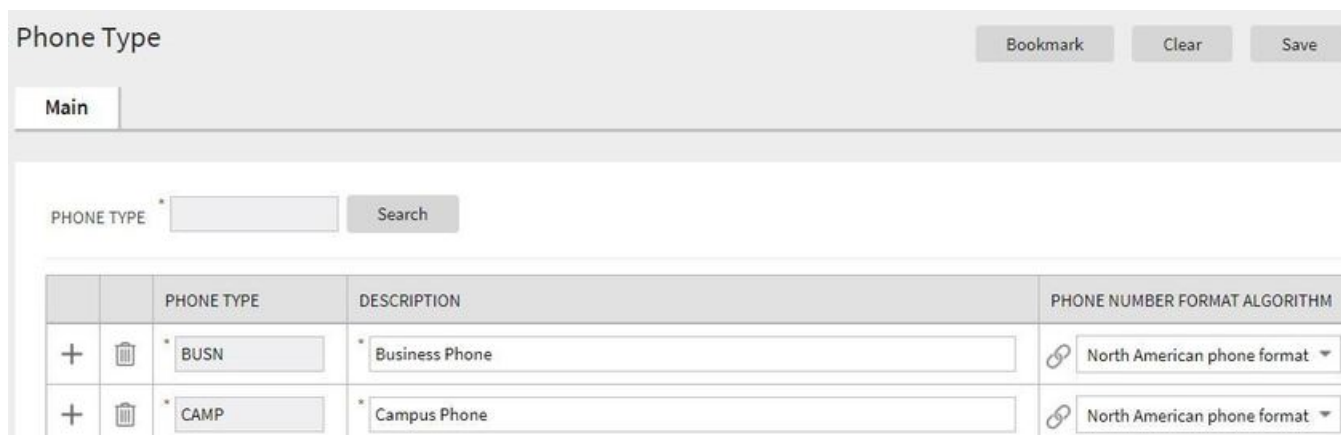 Phone Type
Bookmark Clear Save
Main
PHONE TYPE * Search
PHONE TYPE DESCRIPTION PHONE NUMBER FORMAT ALGORITHM
* BUSN * Business Phone North American phone format
* CAMP * Campus Phone North American phone format